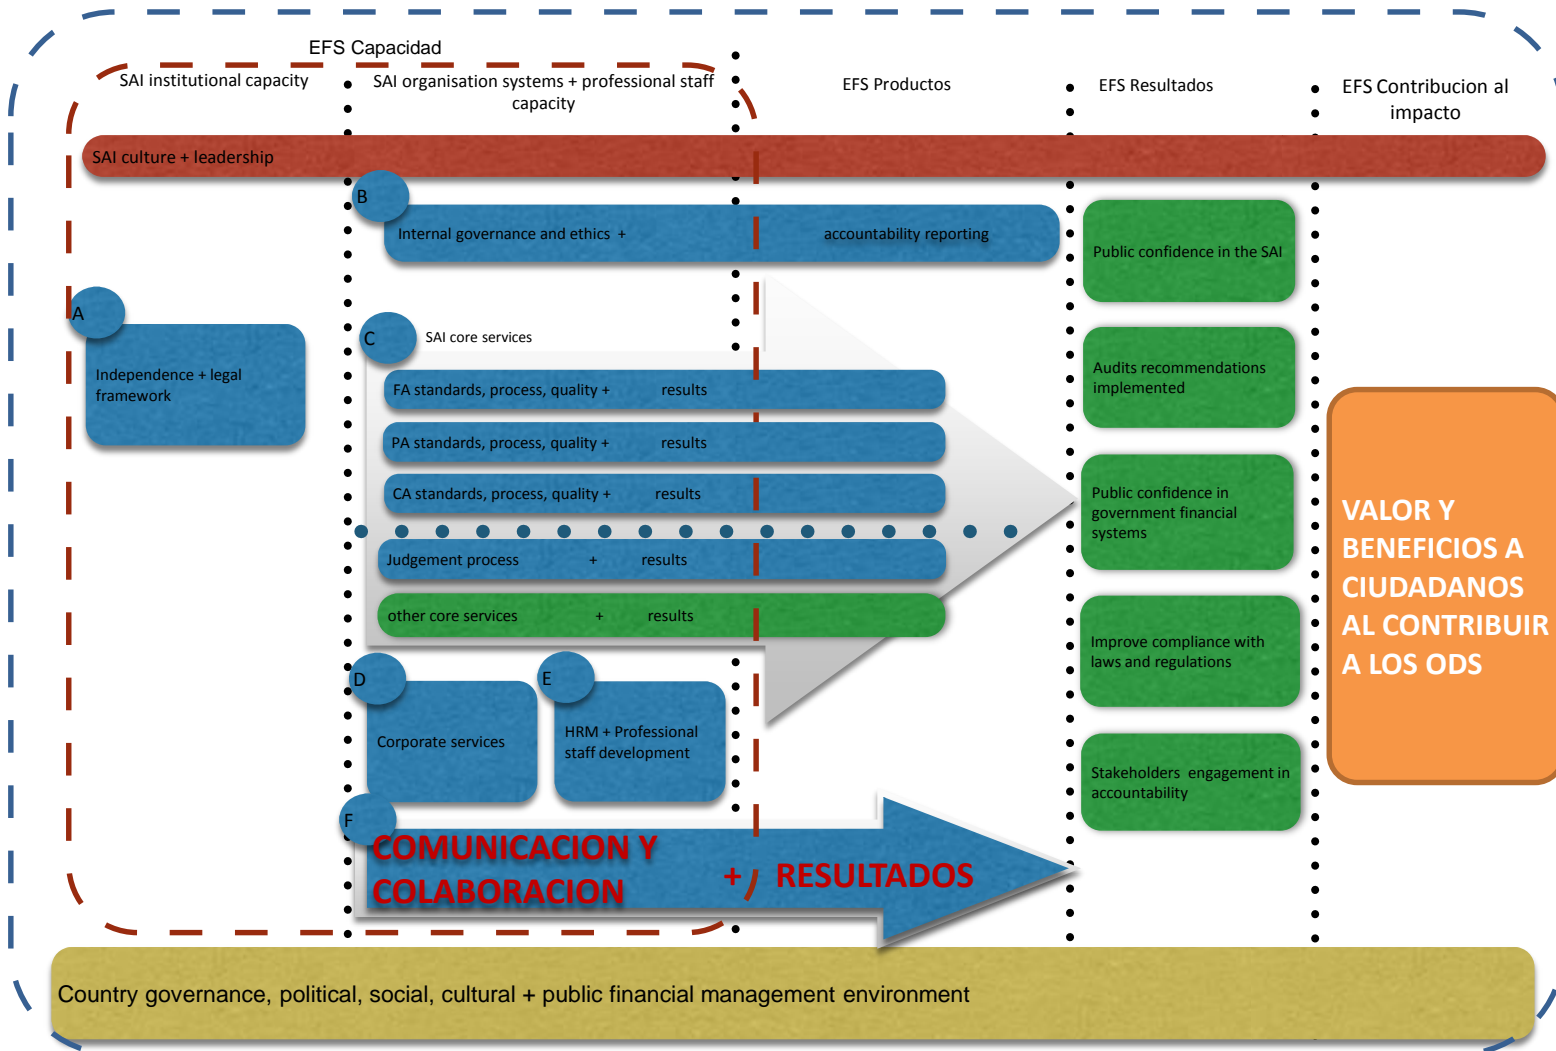 EFS Capacidad
SAI institutional capacity
SAI organisation systems + professional staff
capacity
EFS Productos
EFS Resultados
EFS Contribucion al
impacto
SAI culture + leadership
B
Internal governance and ethics +
accountability reporting
Public confidence in the SAI
A
Independence + legal
framework
C
SAI core services
FA standards, process, quality + results
PA standards, process, quality + results
CA standards, process, quality + results
Judgement process + results
other core services + results
Audits recommendations
implemented
Public confidence in
government financial
systems
Improve compliance with
laws and regulations
Stakeholders engagement in
accountability
VALOR Y
BENEFICIOS A
CIUDADANOS
AL CONTRIBUIR
A LOS ODS
D
Corporate services
E
HRM + Professional
staff development
F
COMUNICACION Y
COLABORACION
+ RESULTADOS
Country governance, political, social, cultural + public financial management environment